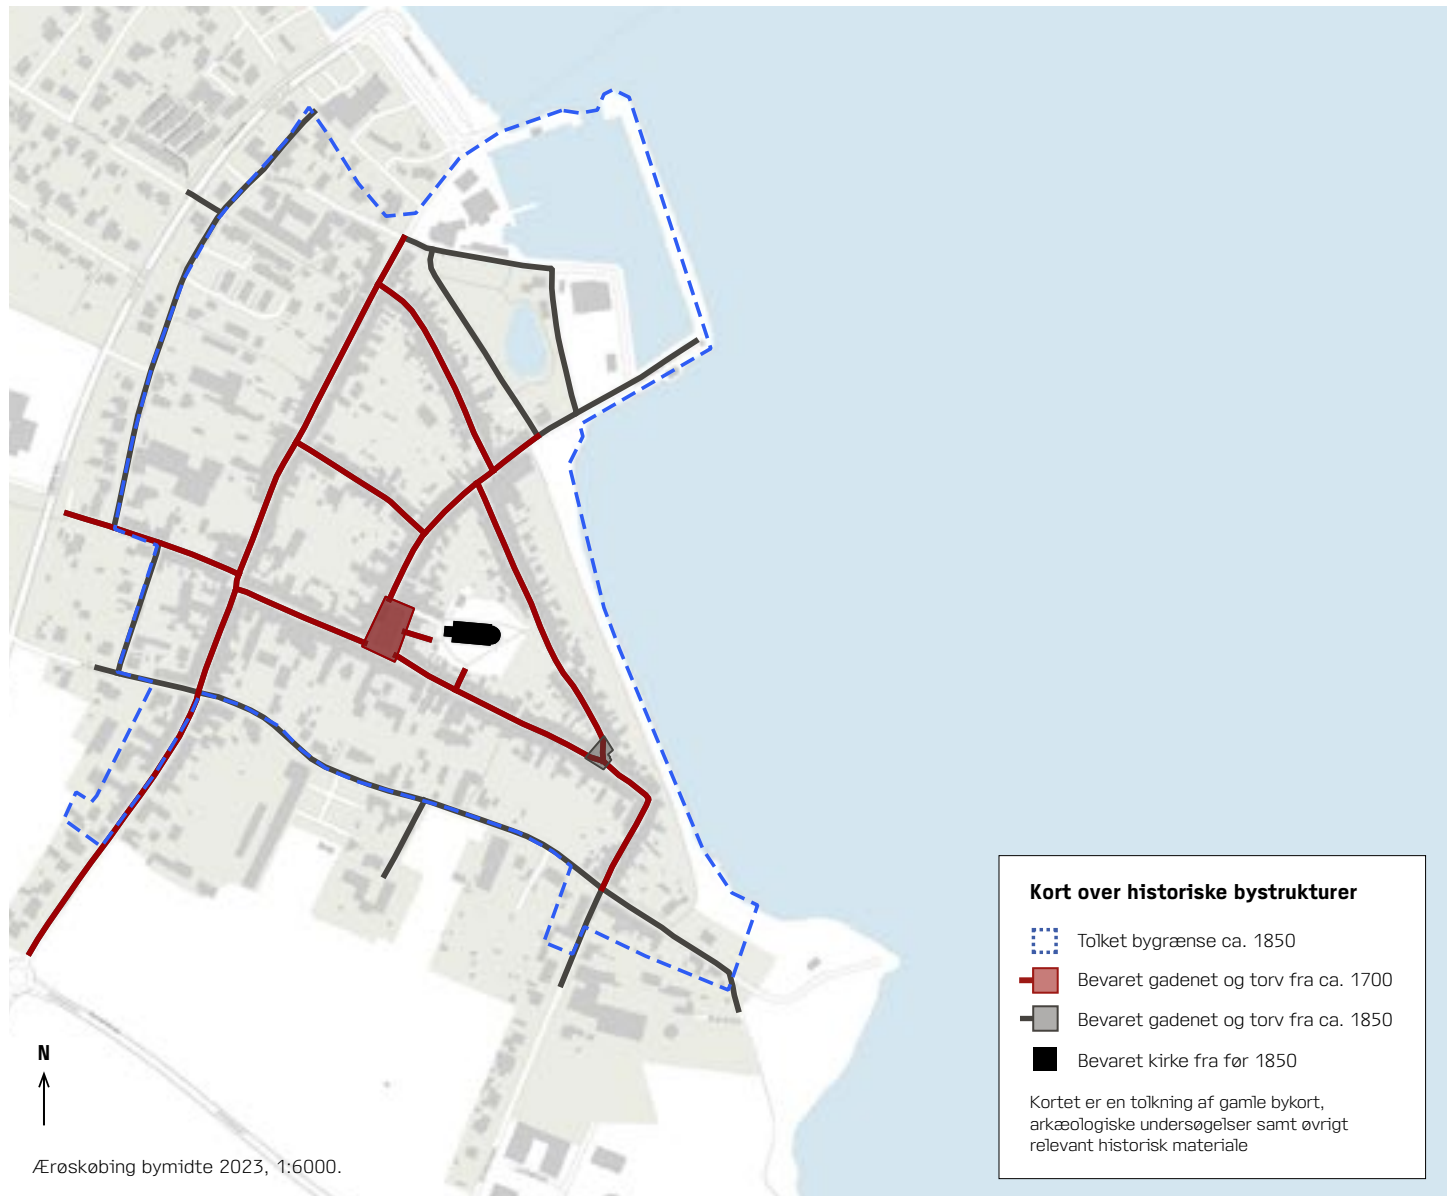 Kort over historiske bystrukturer
Tolket bygrænse ca. 1850
Bevaret gadenet og torv fra ca. 1700
Bevaret gadenet og torv fra ca. 1850
Bevaret kirke fra før 1850
Kortet er en tolkning af gamle bykort,
arkæologiske undersøgelser samt øvrigt
relevant historisk materiale
N
Ærøskøbing bymidte 2023, 1:6000.